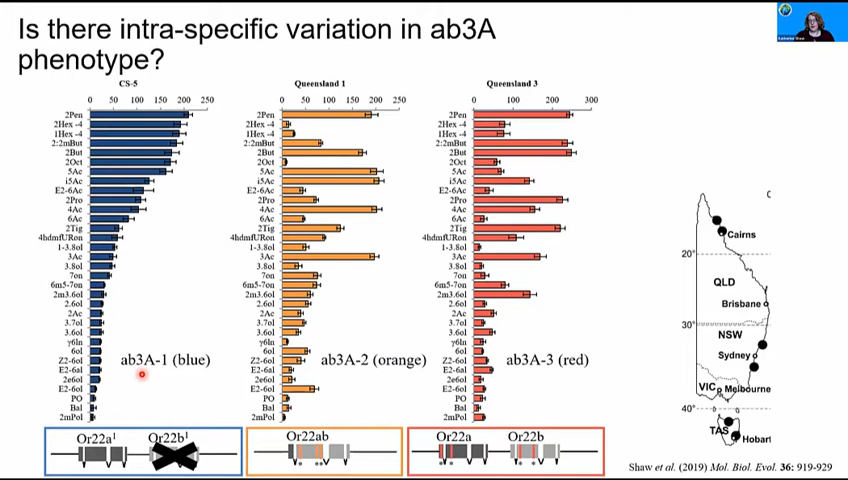 Is there intra-specific variation in ab3A
phenotype?
CS-5
0 50 100 150 200 250
2Pen
2Hex -4
1Hex -4
2:2mBut
2But
2Oct
5Ac
i5Ac
E2-6Ac
2Pro
4Ac
6Ac
2Tig
4hdmfURon
1-3.8ol
3Ac
3.8ol
7on
6m5-7on
2m3.6ol
2.6ol
2Ac
3.7ol
3.6ol
γ6ln
6ol
Z2-6ol
E2-6ol
2e6ol
E2-6ol
PO
Bal
2mPol
ab3A-1 (blue)
Queensland 1
0 50 100 150 200 250
2Pen
2Hex -4
1Hex -4
2:2mBut
2But
2Oct
5Ac
i5Ac
E2-6Ac
2Pro
4Ac
6Ac
2Tig
4hdmfURon
1-3.8ol
3Ac
3.8ol
7on
6m5-7on
2m3.6ol
2.6ol
2Ac
3.7ol
3.6ol
γ6ln
6ol
Z2-6ol
E2-6ol
2e6ol
E2-6ol
PO
Bal
2mPol
ab3A-2 (orange)
Queensland 3
0 100 200 300
2Pen
2Hex -4
1Hex -4
2:2mBut
2But
2Oct
5Ac
i5Ac
E2-6Ac
2Pro
4Ac
6Ac
2Tig
4hdmfURon
1-3.8ol
3Ac
3.8ol
7on
6m5-7on
2m3.6ol
2.6ol
2Ac
3.7ol
3.6ol
γ6ln
6ol
Z2-6ol
E2-6ol
2e6ol
E2-6ol
PO
Bal
2mPol
ab3A-3 (red)
Or22a¹ Or22b¹
Or22ab
Or22a Or22b
Cairns
20°
QLD
Brisbane
30°
NSW
Sydney
VIC Melbourne
40°
TAS
Hobart
Shaw et al. (2019) Mol. Biol. Evol. 36: 919-929